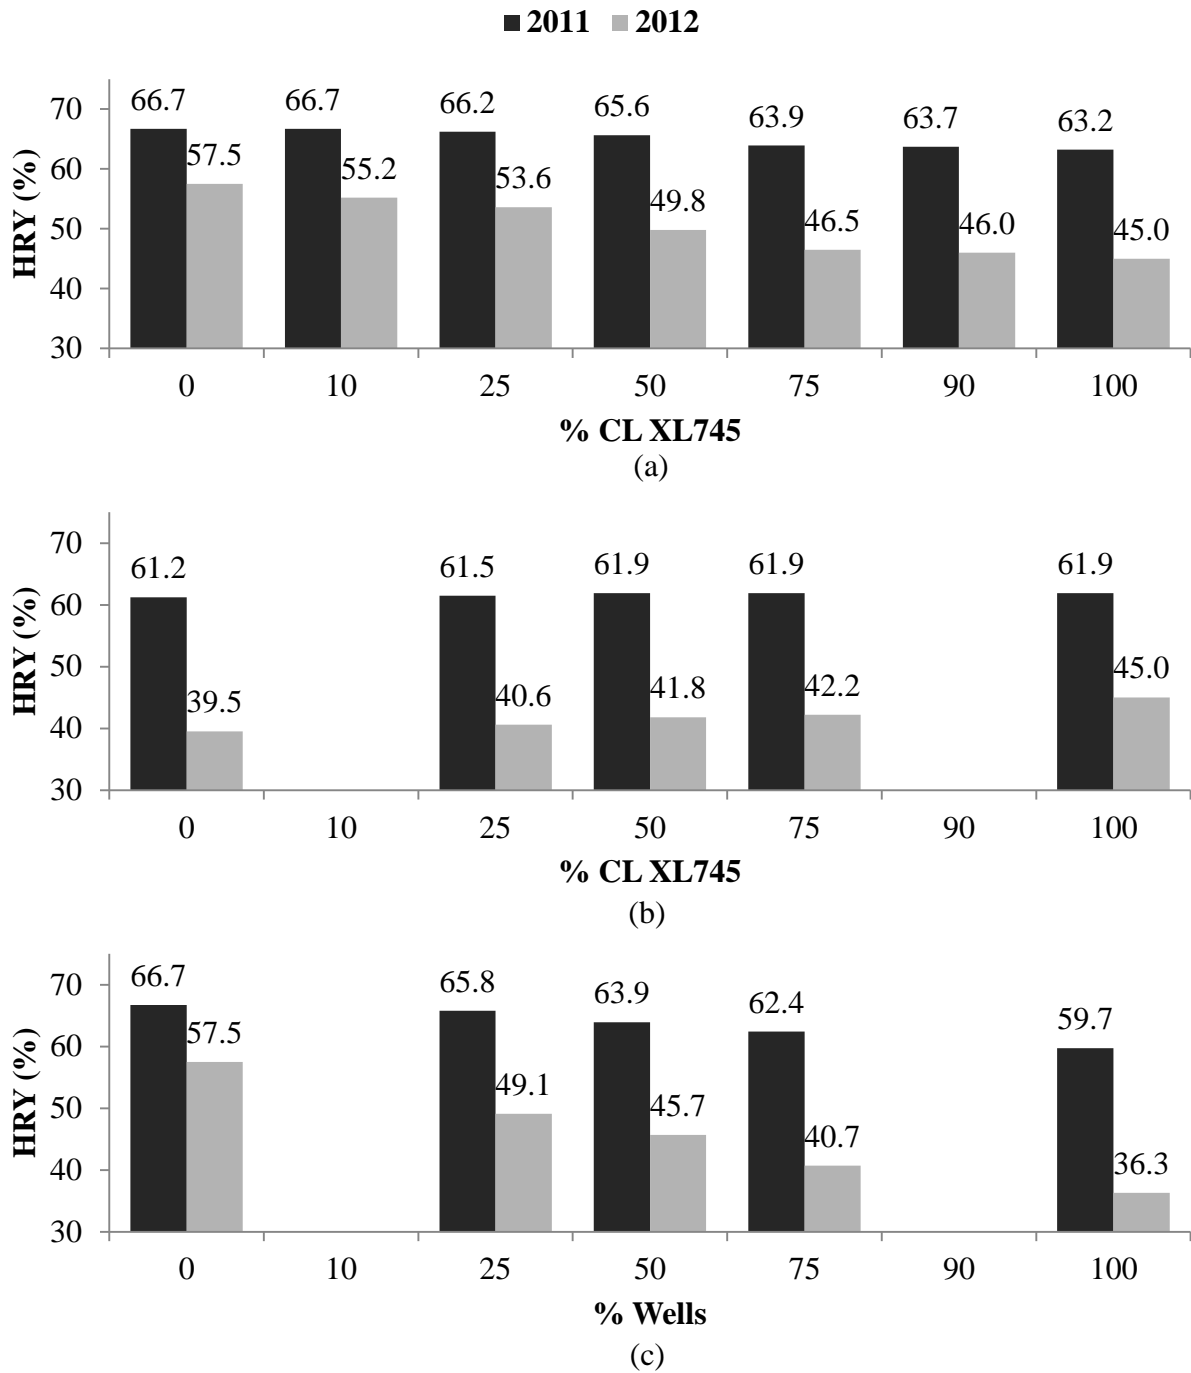 2011 2012
66.7 66.7 66.2 65.6 63.9 63.7 63.2
57.5 55.2 53.6 49.8 46.5 46.0 45.0
70
60
50
40
30
HRY (%)
0 10 25 50 75 90 100
% CL XL745
(a)
61.2 61.5 61.9 61.9 61.9
39.5 40.6 41.8 42.2 45.0
70
60
50
40
30
HRY (%)
0 10 25 50 75 90 100
% CL XL745
(b)
66.7 65.8 63.9 62.4 59.7
57.5 49.1 45.7 40.7 36.3
70
60
50
40
30
HRY (%)
0 10 25 50 75 90 100
% Wells
(c)